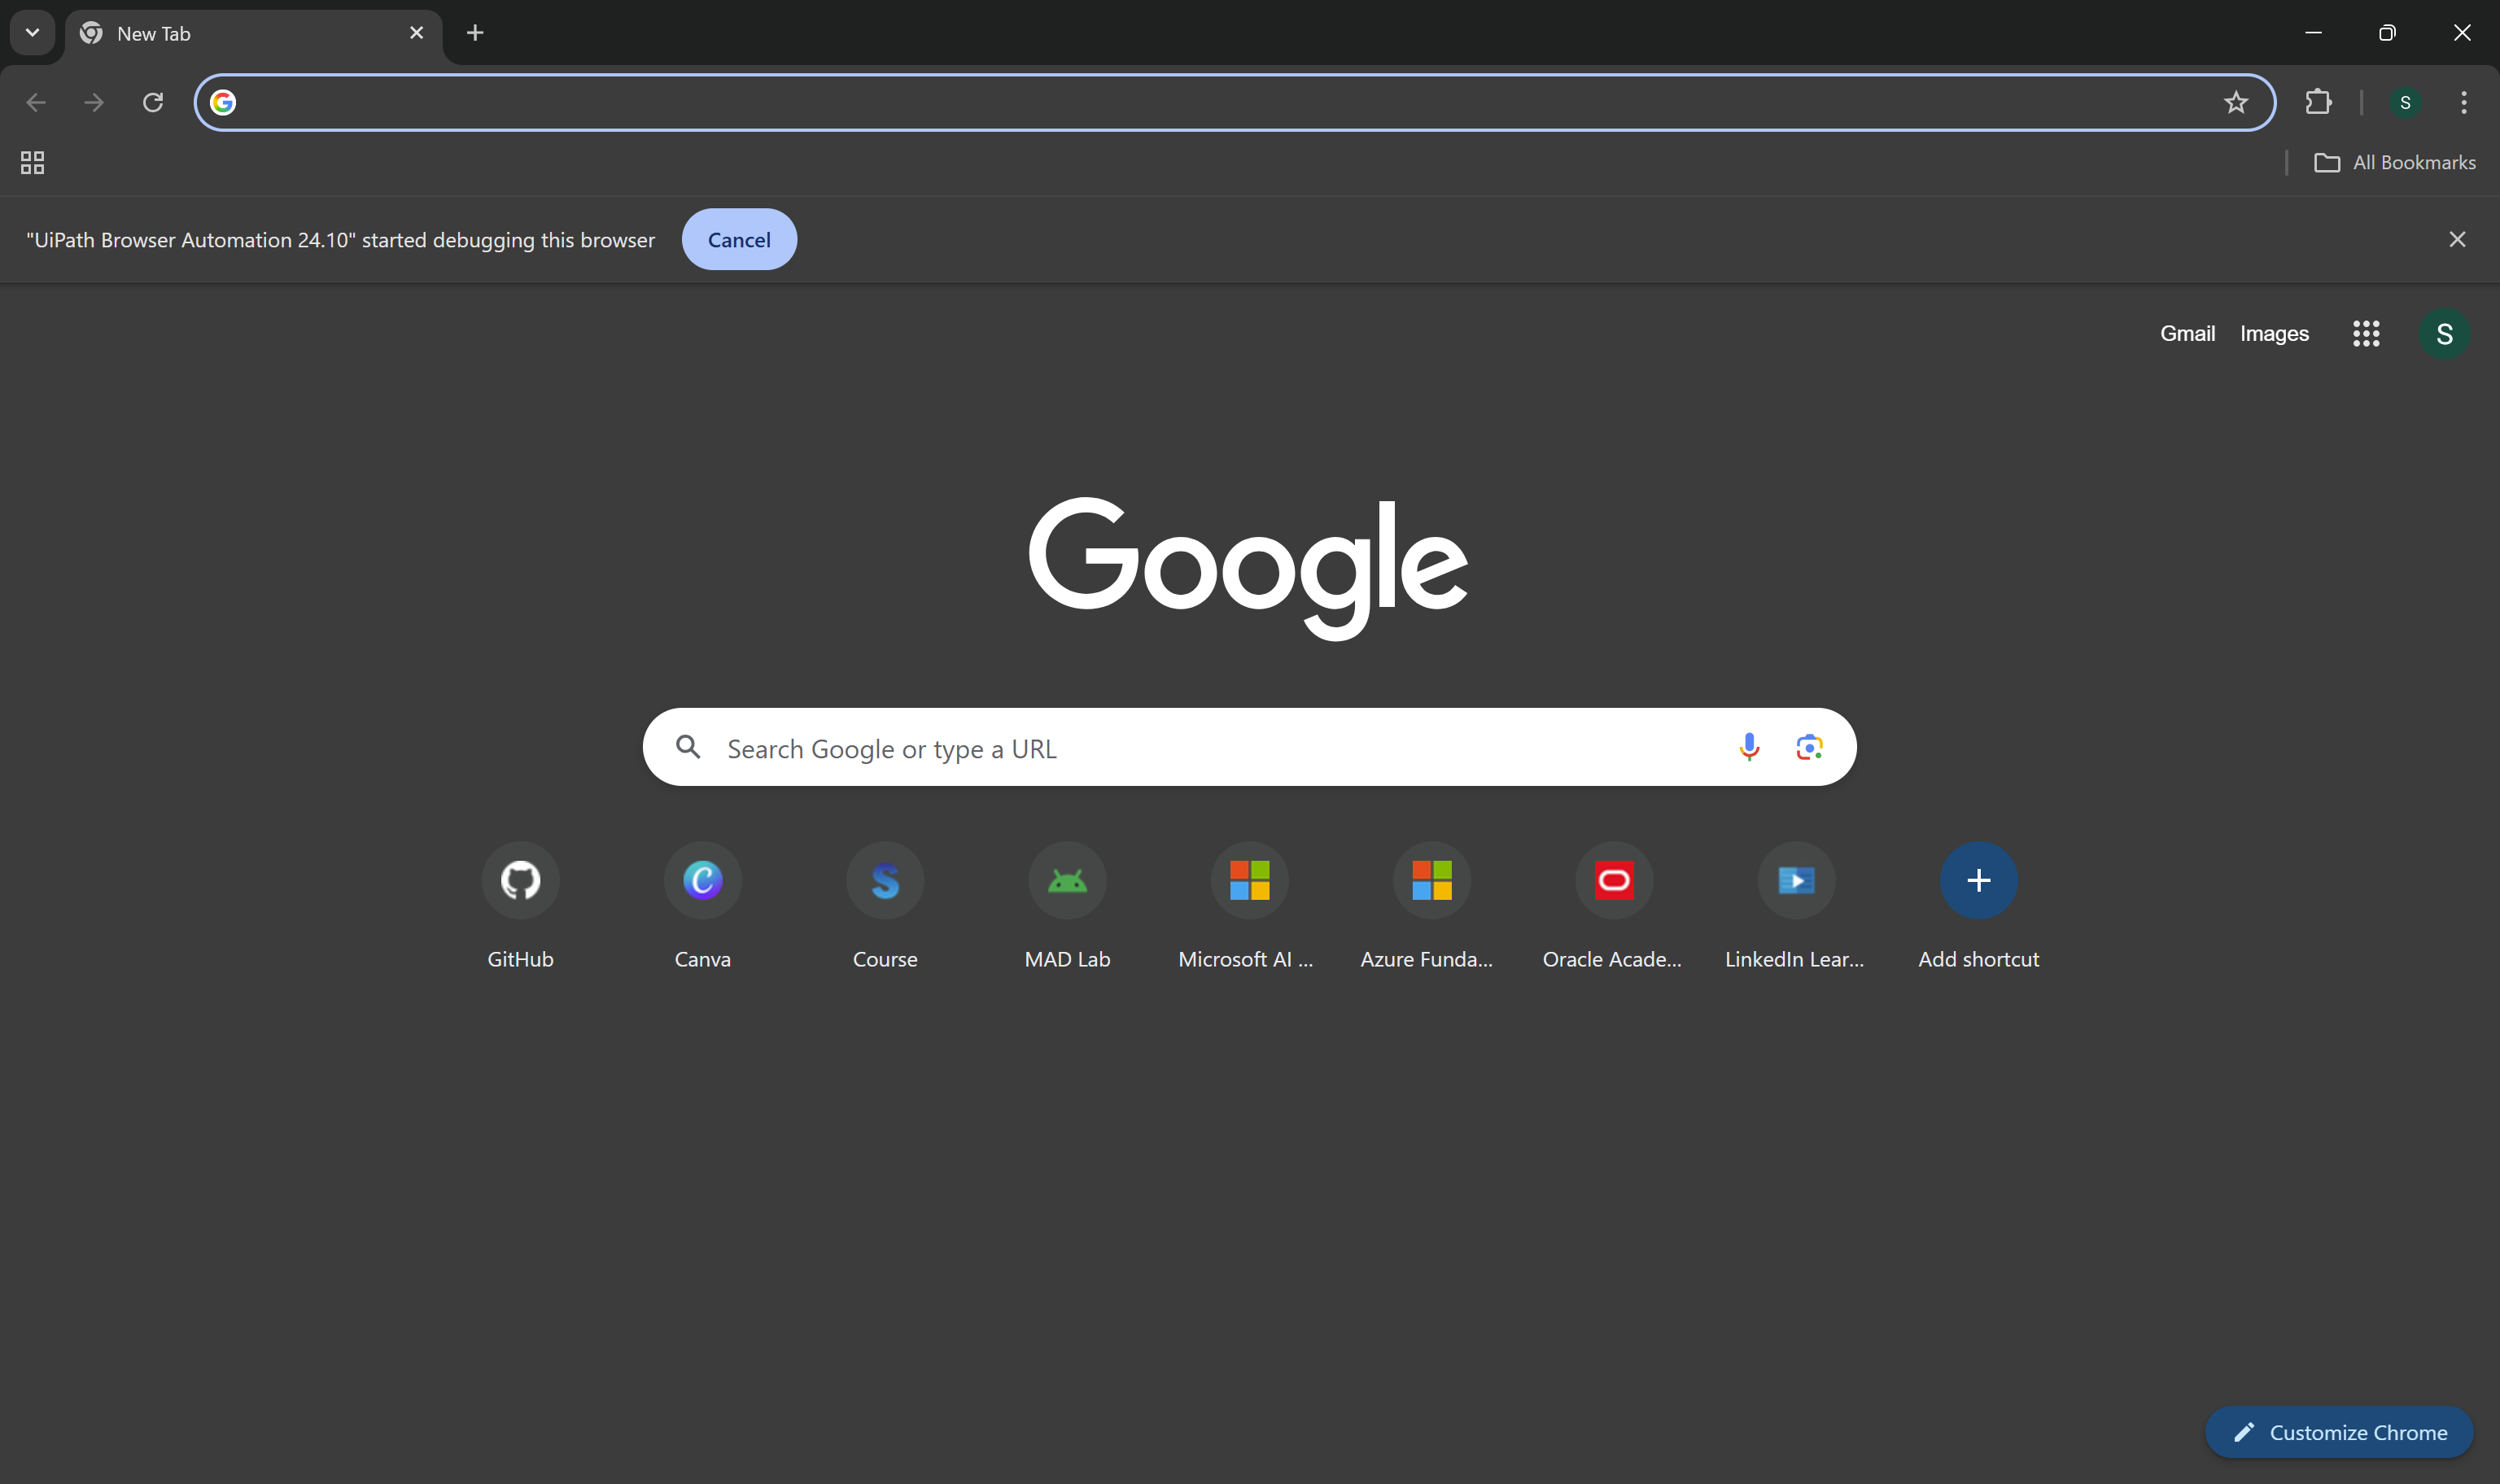 New Tab
S
All Bookmarks
"UiPath Browser Automation 24.10" started debugging this browser Cancel
Gmail Images S
Google
Search Google or type a URL
GitHub Canva Course MAD Lab Microsoft AI ... Azure Funda... Oracle Acade... LinkedIn Lear... Add shortcut
Customize Chrome